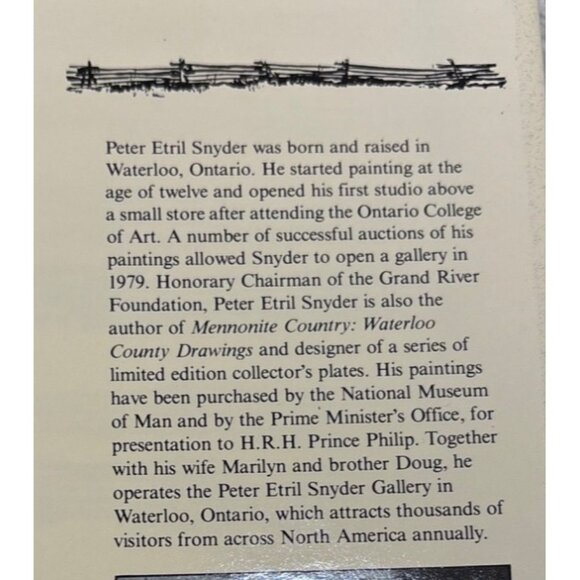 Peter Etril Snyder was born and raised in
Waterloo, Ontario. He started painting at the
age of twelve and opened his first studio above
a small store after attending the Ontario College
of Art. A number of successful auctions of his
paintings allowed Snyder to open a gallery in
1979. Honorary Chairman of the Grand River
Foundation, Peter Etril Snyder is also the
author of Mennonite Country: Waterloo
County Drawings and designer of a series of
limited edition collector's plates. His paintings
have been purchased by the National Museum
of Man and by the Prime Minister's Office, for
presentation to H.R.H. Prince Philip. Together
with his wife Marilyn and brother Doug, he
operates the Peter Etril Snyder Gallery in
Waterloo, Ontario, which attracts thousands of
visitors from across North America annually.